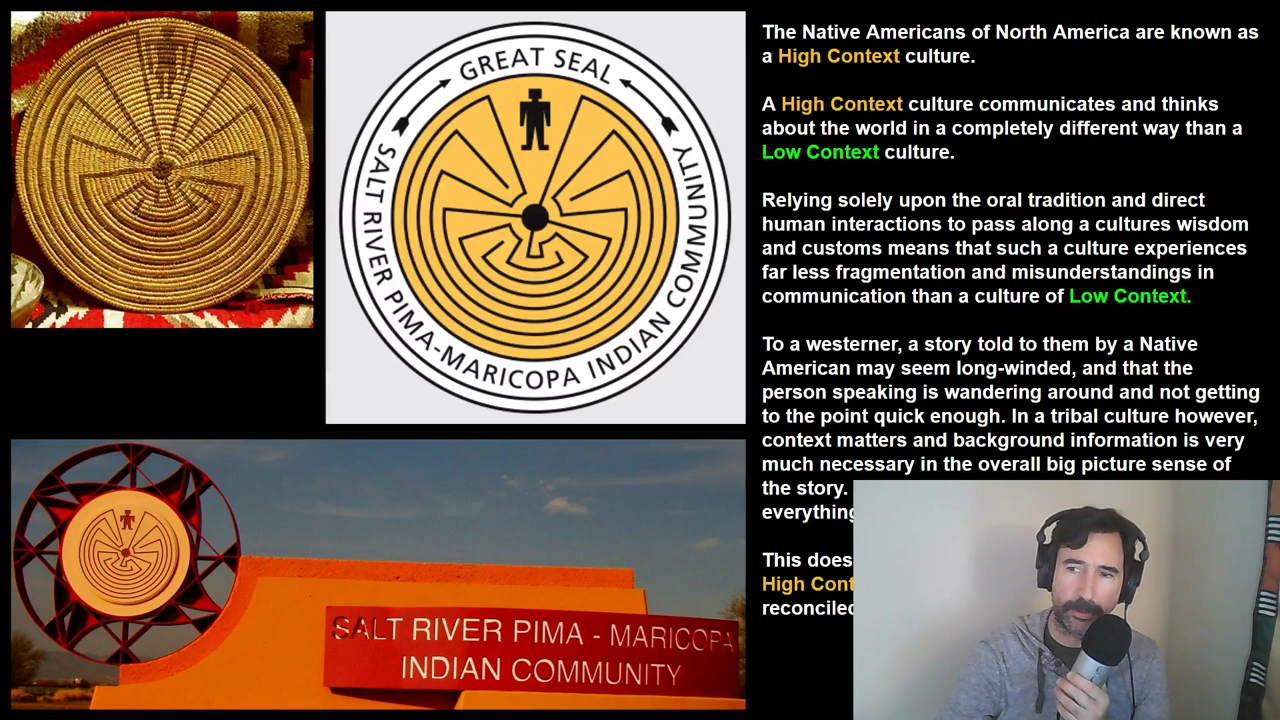 GREAT SEAL
SALT RIVER PIMA-MARICOPA INDIAN COMMUNITY
SALT RIVER PIMA - MARICOPA
INDIAN COMMUNITY
The Native Americans of North America are known as
a High Context culture.
A High Context culture communicates and thinks
about the world in a completely different way than a
Low Context culture.
Relying solely upon the oral tradition and direct
human interactions to pass along a cultures wisdom
and customs means that such a culture experiences
far less fragmentation and misunderstandings in
communication than a culture of Low Context.
To a westerner, a story told to them by a Native
American may seem long-winded, and that the
person speaking is wandering around and not getting
to the point quick enough. In a tribal culture however,
context matters and background information is very
much necessary in the overall big picture sense of
the story.
everything
This does
High Cont
reconciled